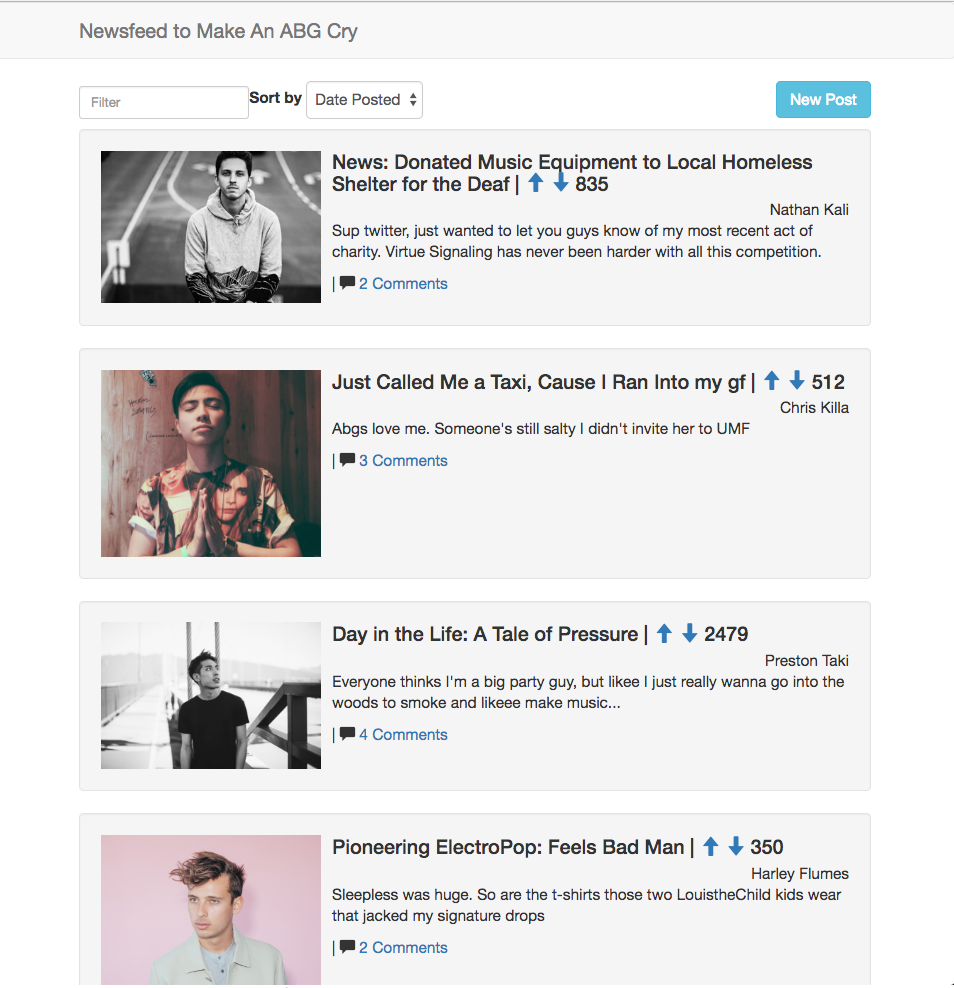 Newsfeed to Make An ABG Cry
Filter
Sort by Date Posted
New Post
News: Donated Music Equipment to Local Homeless
Shelter for the Deaf | 835
Nathan Kali
Sup twitter, just wanted to let you guys know of my most recent act of
charity. Virtue Signaling has never been harder with all this competition.
| 2 Comments
Just Called Me a Taxi, Cause I Ran Into my gf | 512
Chris Killa
Abgs love me. Someone's still salty I didn't invite her to UMF
| 3 Comments
Day in the Life: A Tale of Pressure | 2479
Preston Taki
Everyone thinks I'm a big party guy, but likee I just really wanna go into the
woods to smoke and likeee make music...
| 4 Comments
Pioneering ElectroPop: Feels Bad Man | 350
Harley Flumes
Sleepless was huge. So are the t-shirts those two LouistheChild kids wear
that jacked my signature drops
| 2 Comments